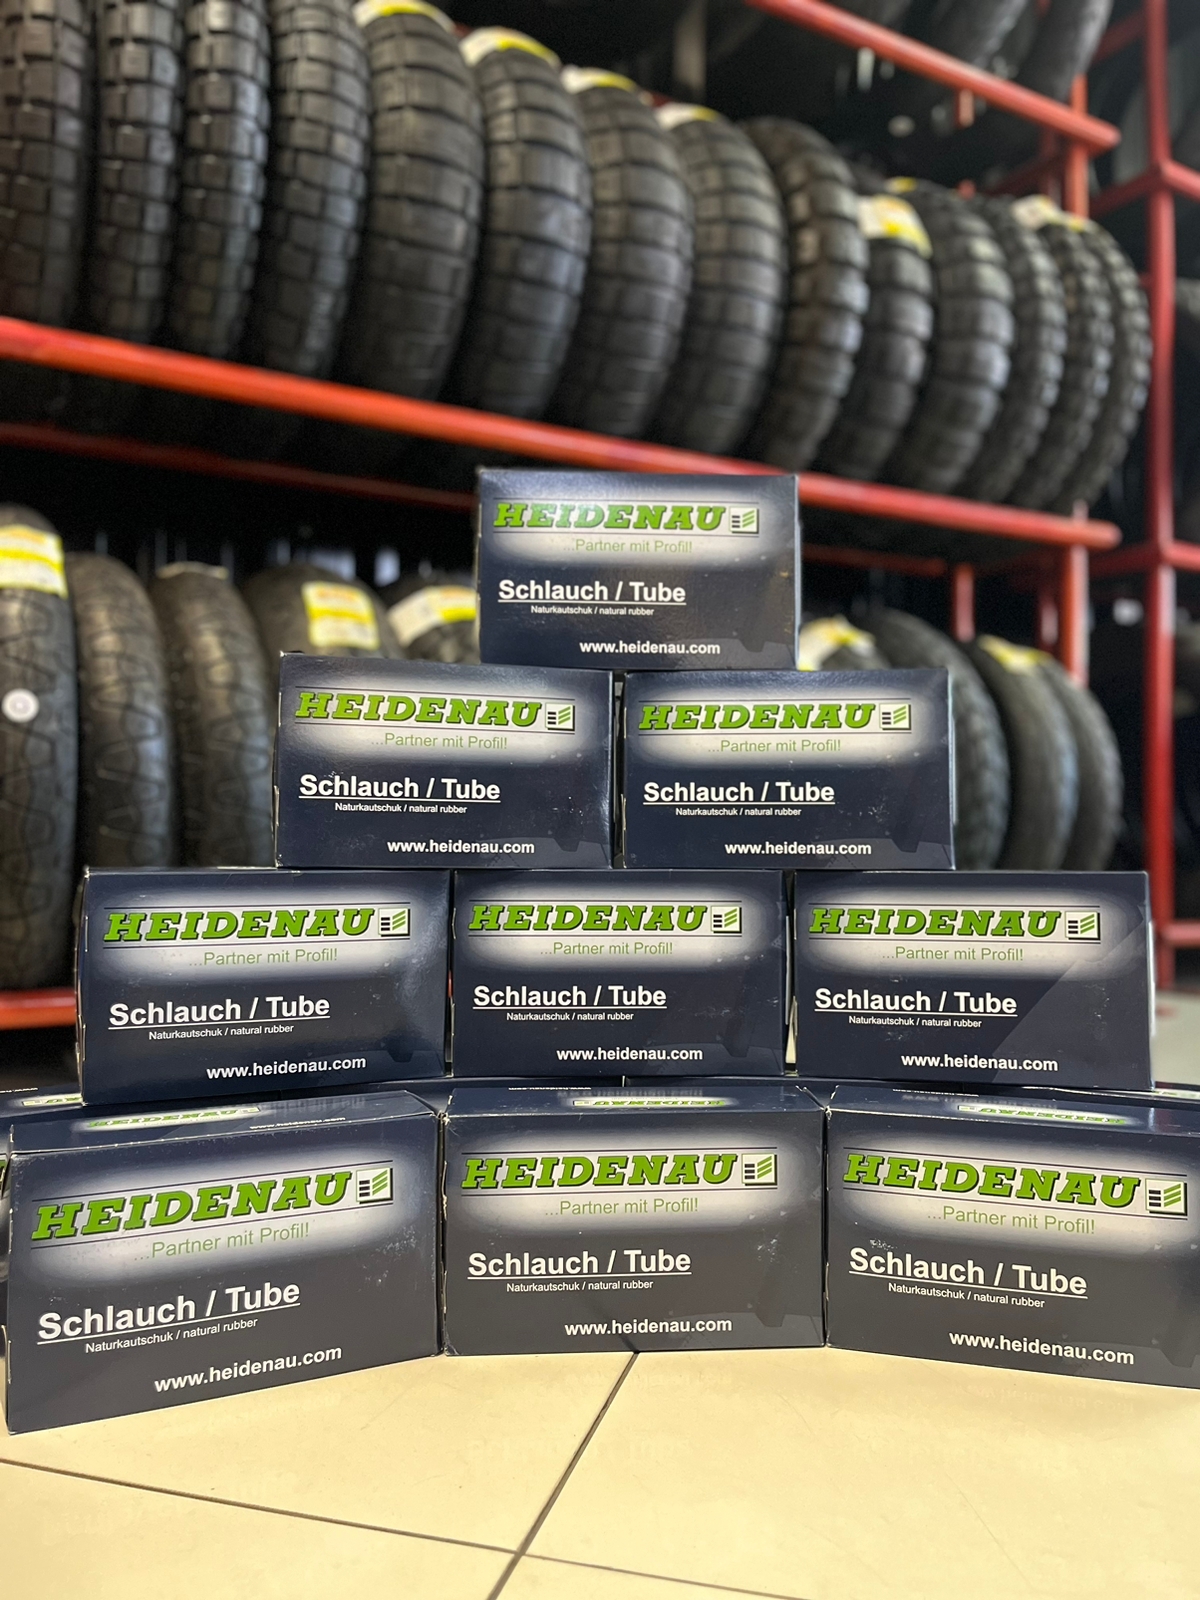 HEIDENAU
...Partner mit Profil!
Schlauch / Tube
Naturkautschuk / natural rubber
www.heidenau.com
HEIDENAU
...Partner mit Profil!
Schlauch / Tube
Naturkautschuk / natural rubber
www.heidenau.com
HEIDENAU
...Partner mit Profil!
Schlauch / Tube
Naturkautschuk / natural rubber
www.heidenau.com
HEIDENAU
...Partner mit Profil!
Schlauch / Tube
Naturkautschuk / natural rubber
www.heidenau.com
HEIDENAU
...Partner mit Profil!
Schlauch / Tube
Naturkautschuk / natural rubber
www.heidenau.com
HEIDENAU
...Partner mit Profil!
Schlauch / Tube
Naturkautschuk / natural rubber
www.heidenau.com
HEIDENAU
HEIDENAU
...Partner mit Profil!
Schlauch / Tube
Naturkautschuk / natural rubber
www.heidenau.com
HEIDENAU
HEIDENAU
...Partner mit Profil!
Schlauch / Tube
Naturkautschuk / natural rubber
www.heidenau.com
HEIDENAU
HEIDENAU
...Partner mit Profil!
Schlauch / Tube
Naturkautschuk / natural rubber
www.heidenau.com